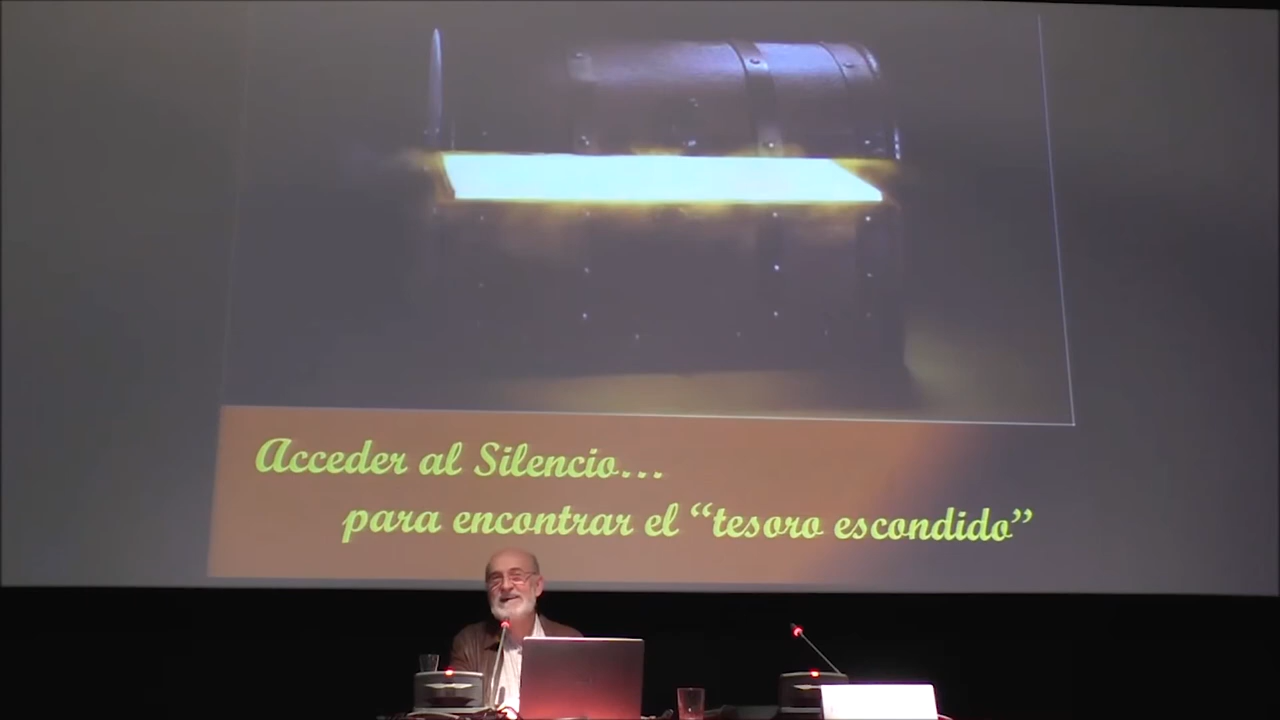 Acceder al Silencio...
para encontrar el “tesoro escondido”